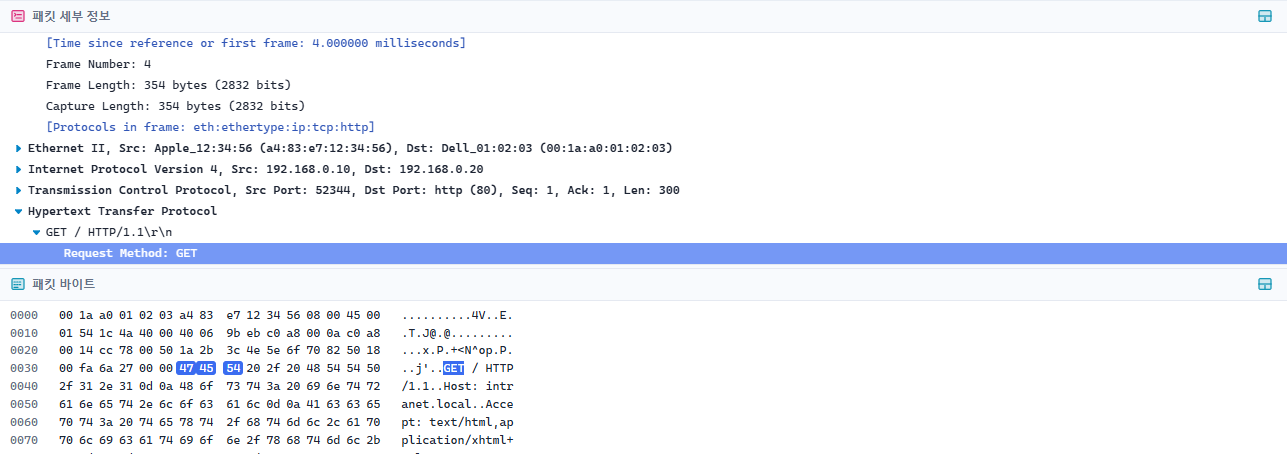 패킷 세부 정보
[Time since reference or first frame: 4.000000 milliseconds]
Frame Number: 4
Frame Length: 354 bytes (2832 bits)
Capture Length: 354 bytes (2832 bits)
[Protocols in frame: eth:ethertype:ip:tcp:http]
Ethernet II, Src: Apple_12:34:56 (a4:83:e7:12:34:56), Dst: Dell_01:02:03 (00:1a:a0:01:02:03)
Internet Protocol Version 4, Src: 192.168.0.10, Dst: 192.168.0.20
Transmission Control Protocol, Src Port: 52344, Dst Port: http (80), Seq: 1, Ack: 1, Len: 300
Hypertext Transfer Protocol
GET / HTTP/1.1\r\n
Request Method: GET
패킷 바이트
0000 00 1a a0 01 02 03 a4 83 e7 12 34 56 08 00 45 00 ..........4V..E.
0010 01 54 1c 4a 40 00 40 06 9b eb c0 a8 00 0a c0 a8 .T.J@.@.........
0020 00 14 cc 78 00 50 1a 2b 3c 4e 5e 6f 70 82 50 18 ...x.P.+<N^op.P.
0030 00 fa 6a 27 00 00 47 45 54 20 2f 20 48 54 54 50 ..j'..GET / HTTP
0040 2f 31 2e 31 0d 0a 48 6f 73 74 3a 20 69 6e 74 72 /1.1..Host: intr
0050 61 6e 65 74 2e 6c 6f 63 61 6c 0d 0a 41 63 63 65 anet.local..Acce
0060 70 74 3a 20 74 65 78 74 2f 68 74 6d 6c 2c 61 70 pt: text/html,ap
0070 70 6c 69 63 61 74 69 6f 6e 2f 78 68 74 6d 6c 2b plication/xhtml+